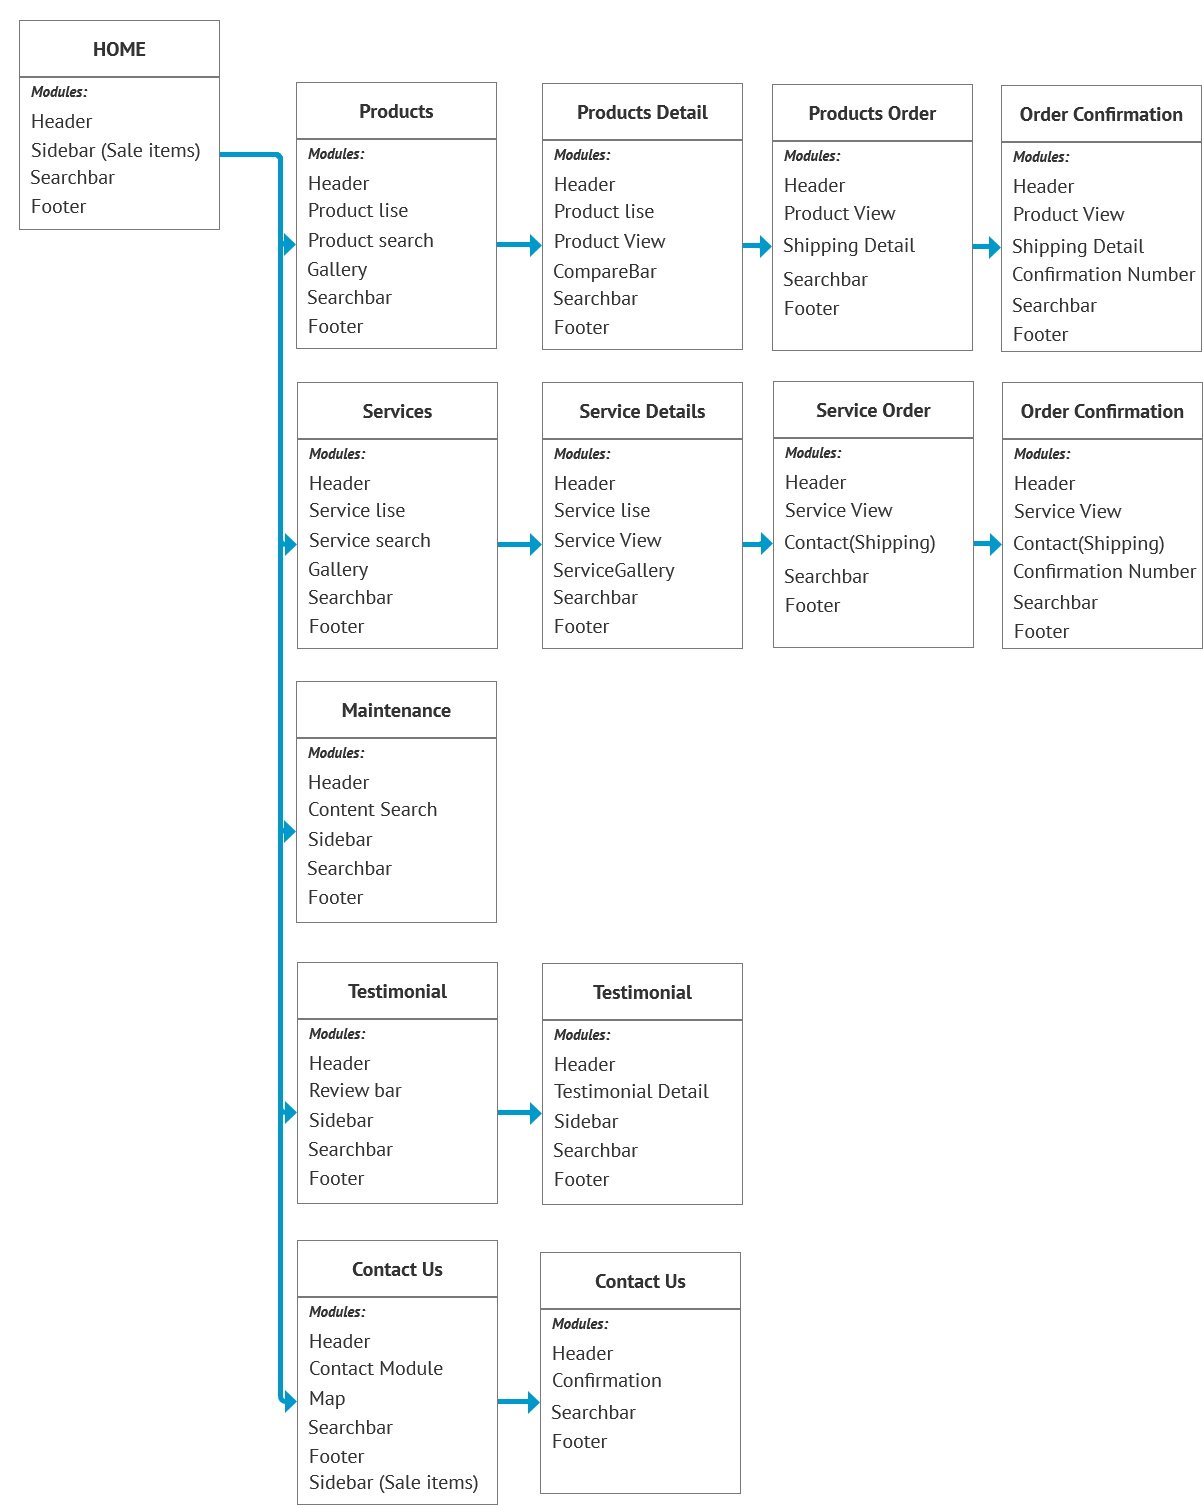 HOME
Modules:
Header
Sidebar (Sale items)
Searchbar
Footer
Products
Modules:
Header
Product lise
Product search
Gallery
Searchbar
Footer
Products Detail
Modules:
Header
Product lise
Product View
CompareBar
Searchbar
Footer
Products Order
Modules:
Header
Product View
Shipping Detail
Searchbar
Footer
Order Confirmation
Modules:
Header
Product View
Shipping Detail
Confirmation Number
Searchbar
Footer
Services
Modules:
Header
Service lise
Service search
Gallery
Searchbar
Footer
Service Details
Modules:
Header
Service lise
Service View
ServiceGallery
Searchbar
Footer
Service Order
Modules:
Header
Service View
Contact(Shipping)
Searchbar
Footer
Order Confirmation
Modules:
Header
Service View
Contact(Shipping)
Confirmation Number
Searchbar
Footer
Maintenance
Modules:
Header
Content Search
Sidebar
Searchbar
Footer
Testimonial
Modules:
Header
Review bar
Sidebar
Searchbar
Footer
Testimonial
Modules:
Header
Testimonial Detail
Sidebar
Searchbar
Footer
Contact Us
Modules:
Header
Contact Module
Map
Searchbar
Footer
Sidebar (Sale items)
Contact Us
Modules:
Header
Confirmation
Searchbar
Footer